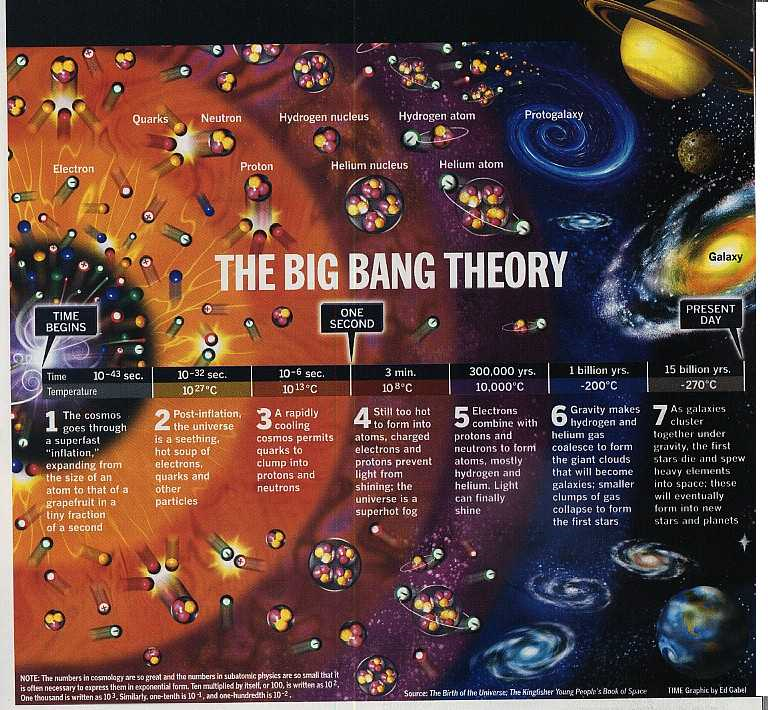 Quarks
Neutron
Hydrogen nucleus
Hydrogen atom
Protogalaxy
Electron
Proton
Helium nucleus
Helium atom
Galaxy
THE BIG BANG THEORY
TIME
BEGINS
ONE
SECOND
PRESENT
DAY
Time 10-43 sec. 10-32 sec. 10-6 sec. 3 min. 300,000 yrs. 1 billion yrs. 15 billion yrs.
Temperature 10 27°C 10 13°C 10 8°C 10,000°C -200°C -270°C
1 The cosmos
goes through
a superfast
"inflation,"
expanding from
the size of an
atom to that of a
grapefruit in a
tiny fraction
of a second
2 Post-inflation,
the universe
is a seething,
hot soup of
electrons,
quarks and
other
particles
3 A rapidly
cooling
cosmos permits
quarks to
clump into
protons and
neutrons
4 Still too hot
to form into
atoms, charged
electrons and
protons prevent
light from
shining; the
universe is a
superhot fog
5 Electrons
combine with
protons and
neutrons to form
atoms, mostly
hydrogen and
helium. Light
can finally
shine
6 Gravity makes
hydrogen and
helium gas
coalesce to form
the giant clouds
that will become
galaxies; smaller
clumps of gas
collapse to form
the first stars
7 As galaxies
cluster
together under
gravity, the first
stars die and spew
heavy elements
into space; these
will eventually
form into new
stars and planets
NOTE: The numbers in cosmology are so great and the numbers in subatomic physics are so small that it
is often necessary to express them in exponential form. Ten multiplied by itself, or 100, is written as 10 2.
One thousand is written as 10 3. Similarly, one-tenth is 10 -1, and one-hundredth is 10 -2.
Source: The Birth of the Universe; The Kingfisher Young People's Book of Space
TIME Graphic by Ed Gabel